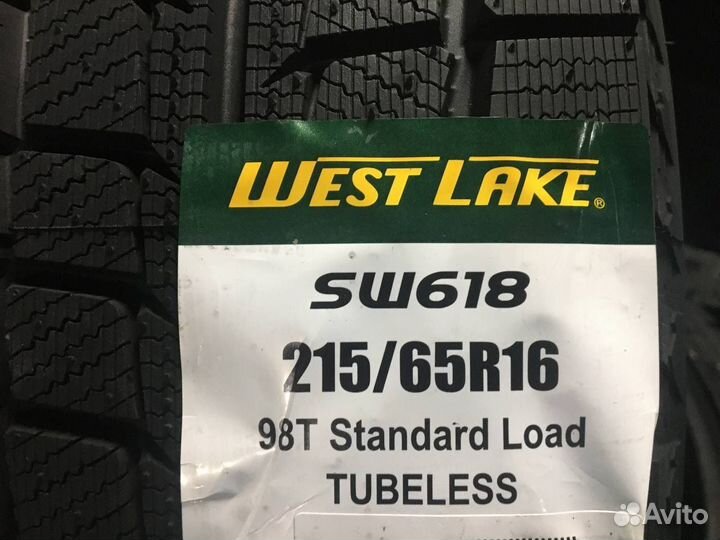 WEST LAKE®
SW618
215/65R16
98T Standard Load
TUBELESS
Avito